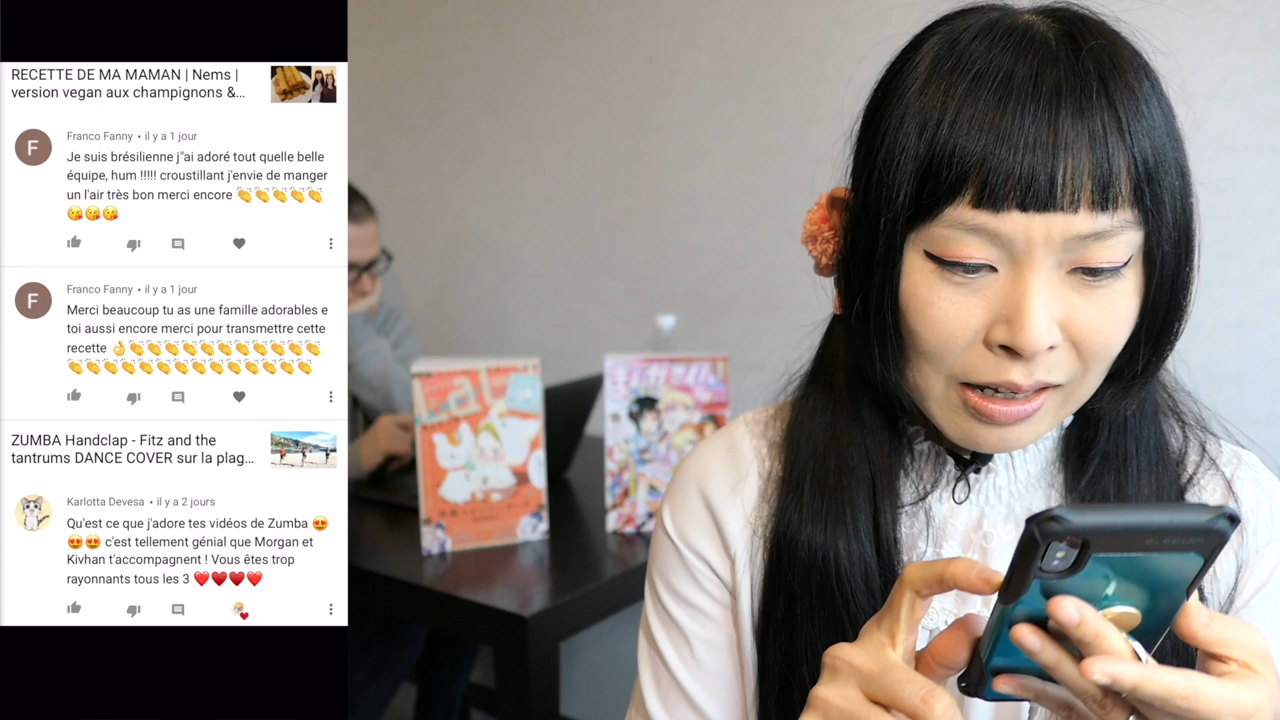 RECETTE DE MA MAMAN | Nems |
version vegan aux champignons &...
F
Franco Fanny • il y a 1 jour
Je suis brésilienne j"ai adoré tout quelle belle
équipe, hum !!!!! croustillant j'envie de manger
un l'air très bon merci encore 👏👏👏👏👏
😘😘😘
F
Franco Fanny • il y a 1 jour
Merci beaucoup tu as une famille adorables e
toi aussi encore merci pour transmettre cette
recette 👌👏👏👏👏👏👏👏👏👏👏👏
👏👏👏👏👏👏👏👏👏👏👏👏👏👏
ZUMBA Handclap - Fitz and the
tantrums DANCE COVER sur la plag...
Karlotta Devesa • il y a 2 jours
Qu'est ce que j'adore tes vidéos de Zumba 😍
😍😍 c'est tellement génial que Morgan et
Kivhan t'accompagnent ! Vous êtes trop
rayonnants tous les 3 ❤️❤️❤️❤️